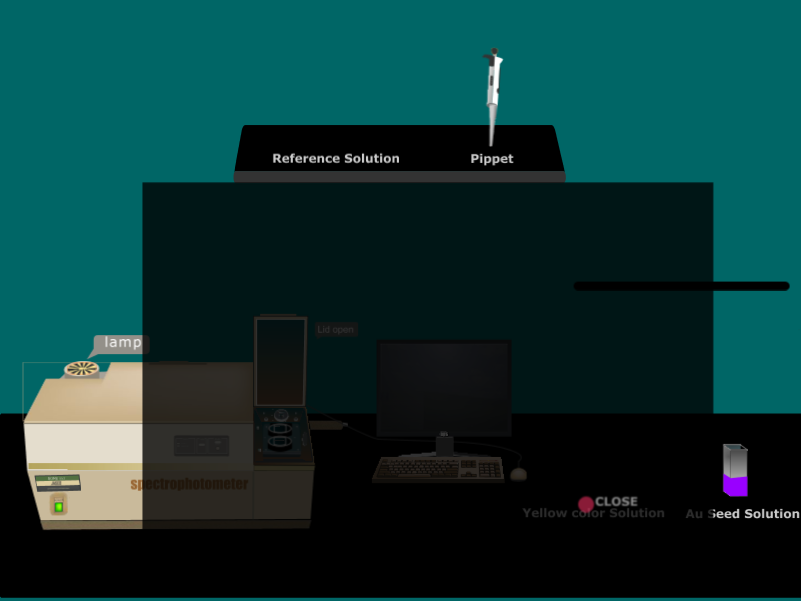 Reference Solution
Pippet
Lid open
lamp
spectrophotometer
CLOSE
Yellow color Solution
Au Seed Solution